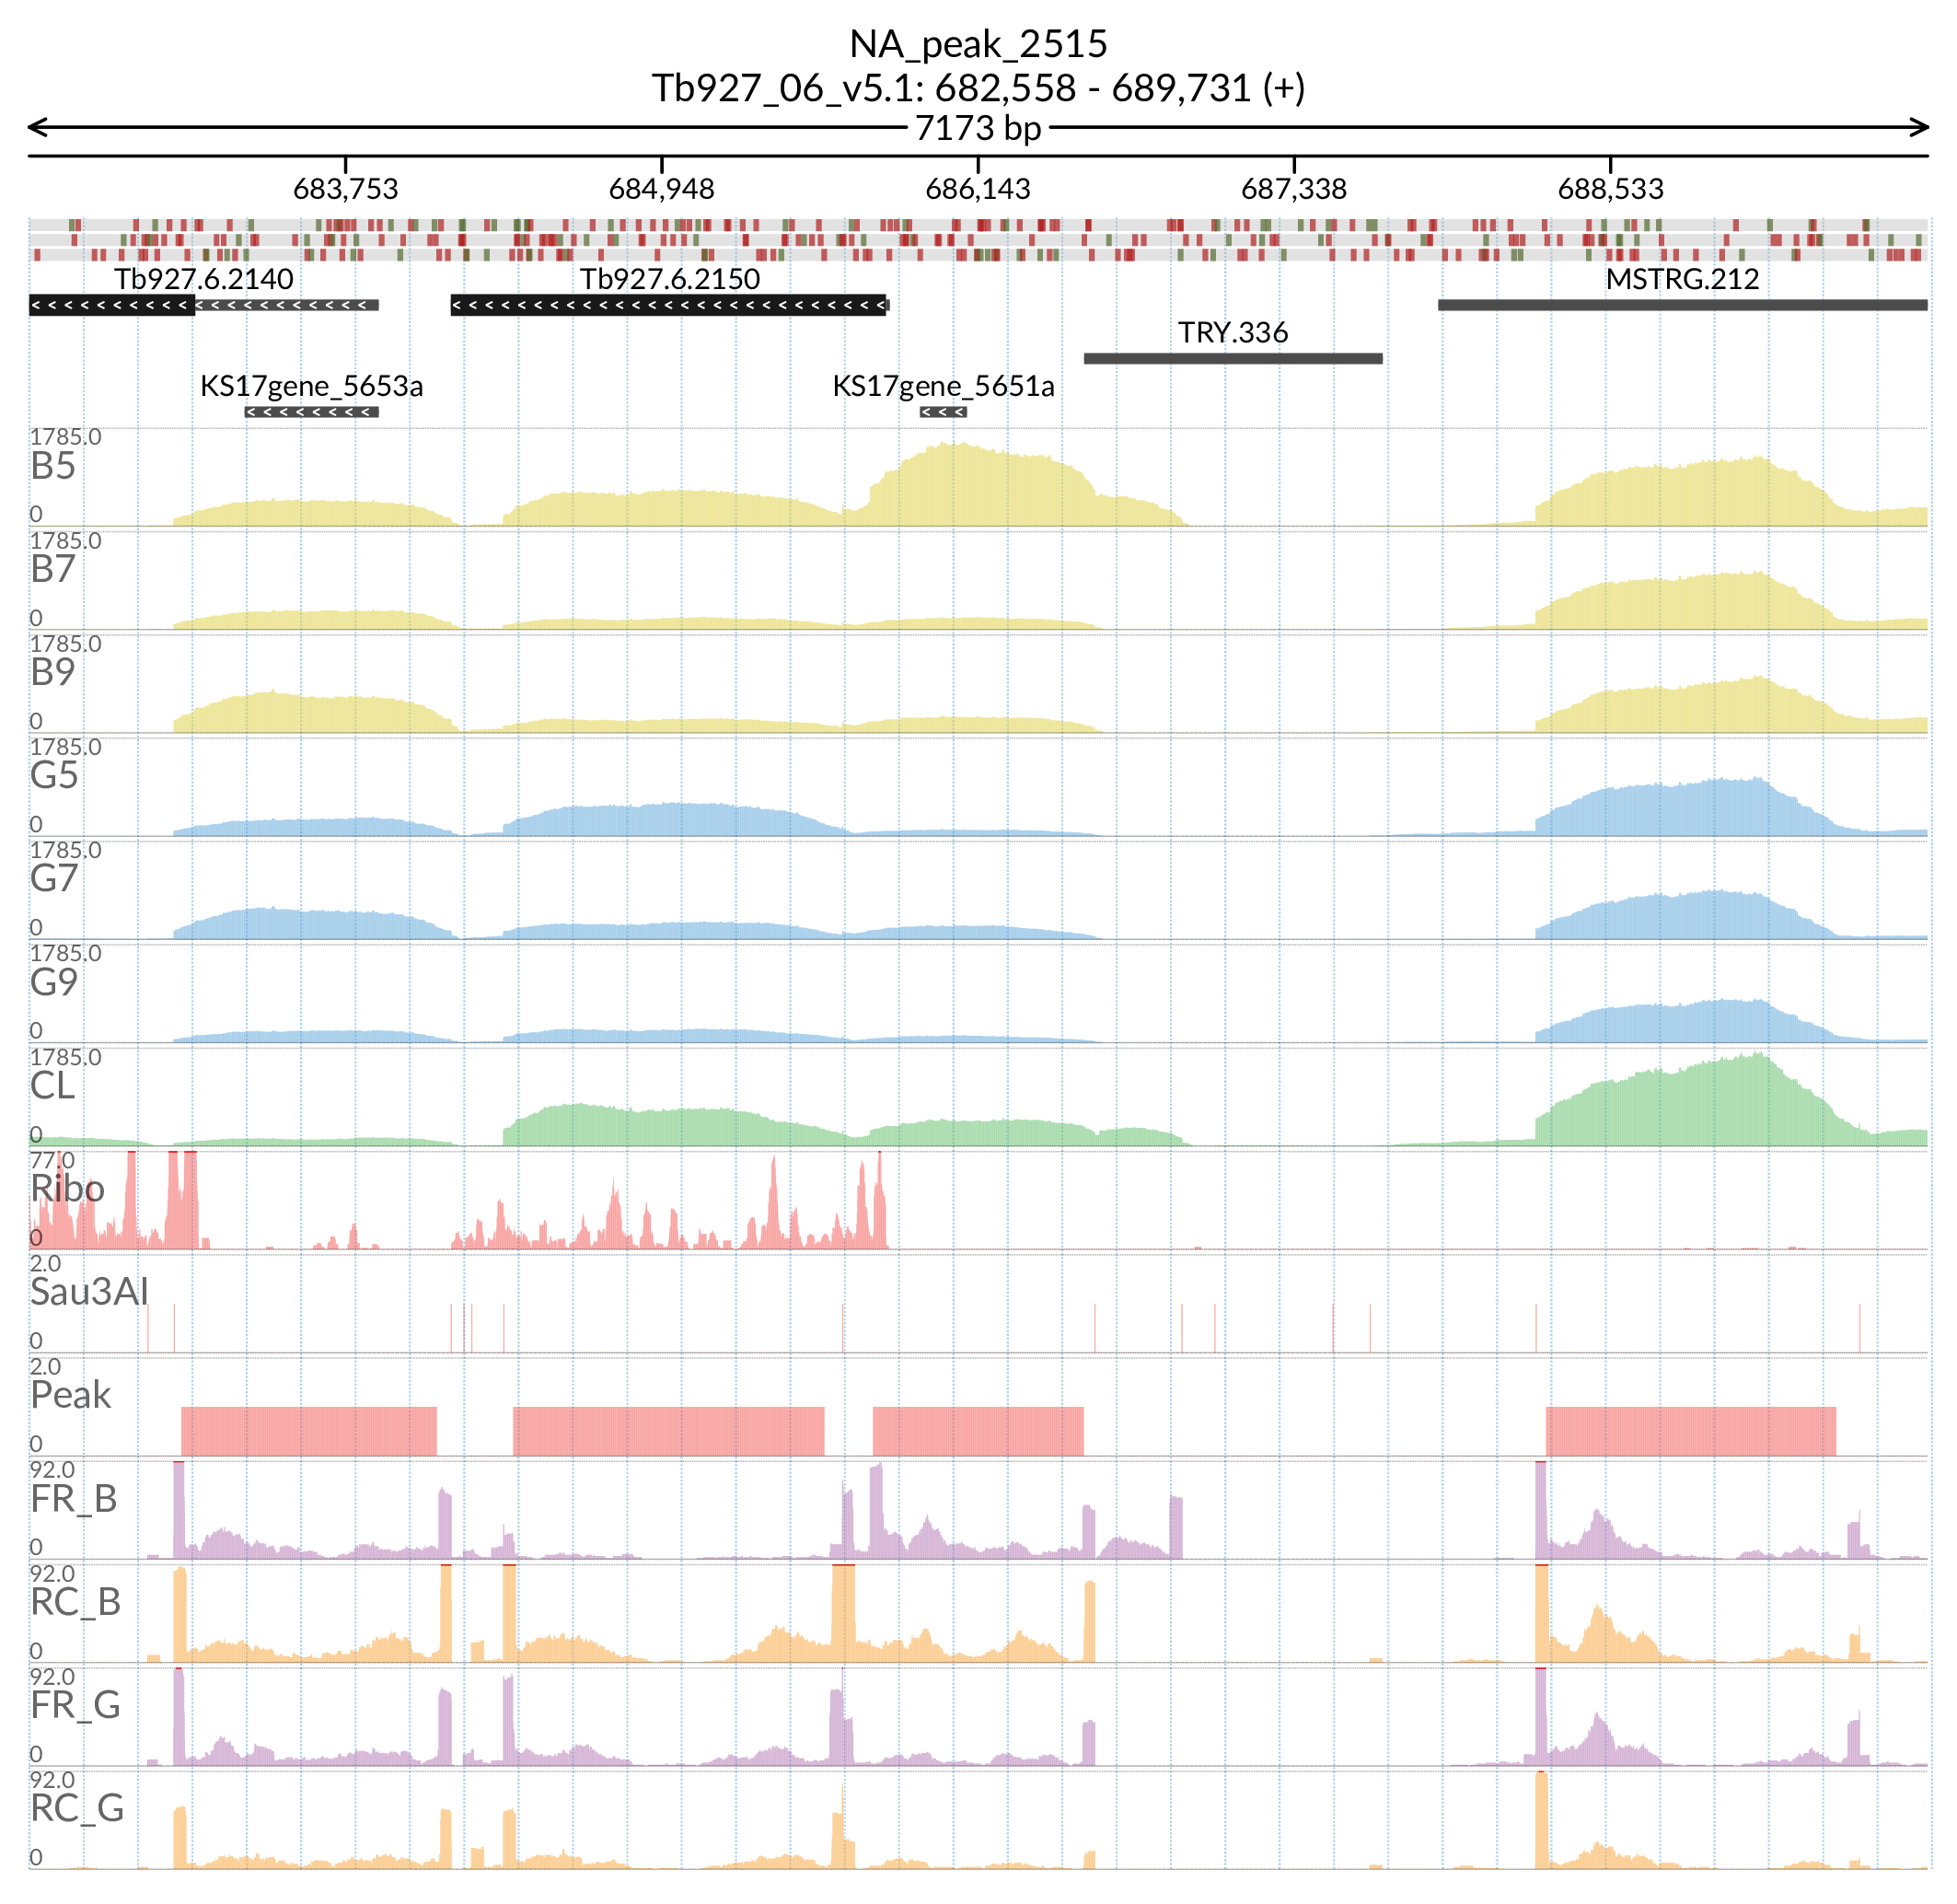 NA_peak_2515
Tb927_06_v5.1: 682,558 - 689,731 (+)
7173 bp
683,753 684,948 686,143 687,338 688,533
Tb927.6.2140 Tb927.6.2150 MSTRG.212
TRY.336
KS17gene_5653a KS17gene_5651a
1785.0
B5
0
1785.0
B7
0
1785.0
B9
0
1785.0
G5
0
1785.0
G7
0
1785.0
G9
0
1785.0
CL
0
77.0
Ribo
0
2.0
Sau3AI
0
2.0
Peak
0
92.0
FR_B
0
92.0
RC_B
0
92.0
FR_G
0
92.0
RC_G
0